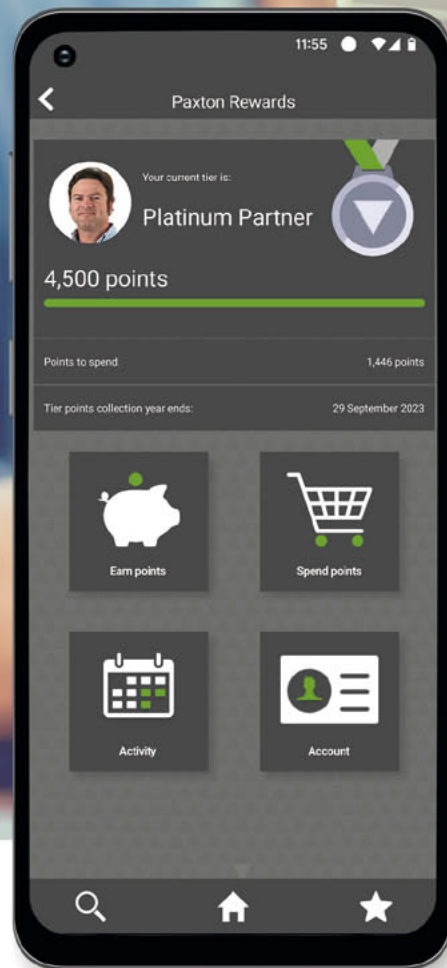 11:55
Paxton Rewards
Your current tier is:
Platinum Partner
4,500 points
Points to spend 1,446 points
Tier points collection year ends: 29 September 2023
Earn points Spend points
Activity Account